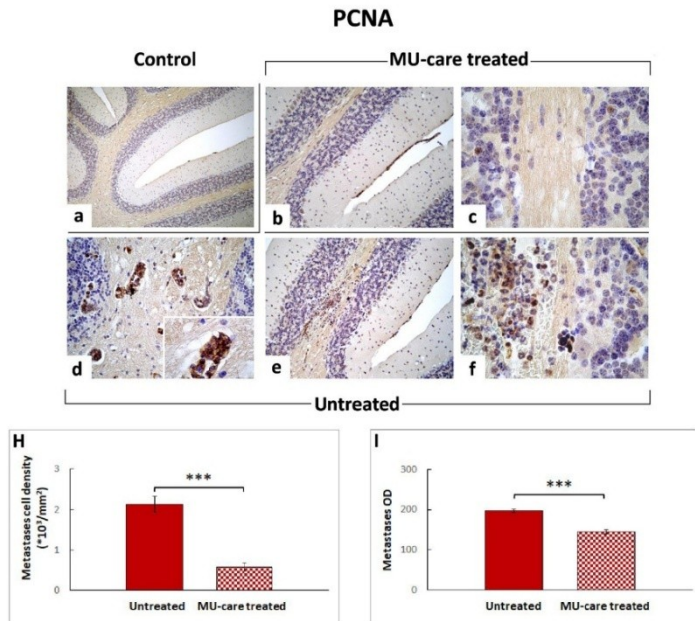 PCNA
Control
MU-care treated
a
b
c
d
e
f
Untreated
H
Metastases cell density
(*10³/mm²)
3
2
1
0
***
Untreated
MU-care treated
I
Metastases OD
300
200
100
0
***
Untreated
MU-care treated